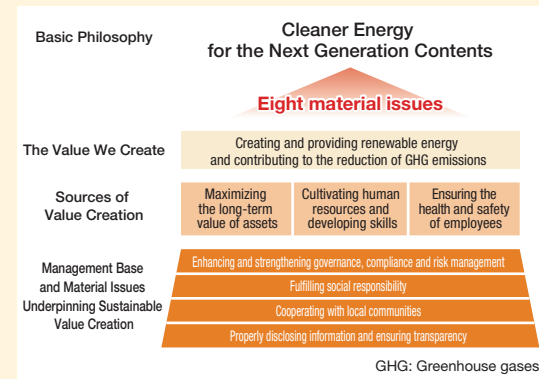 Basic Philosophy
Cleaner Energy
for the Next Generation Contents
Eight material issues
The Value We Create
Creating and providing renewable energy
and contributing to the reduction of GHG emissions
Sources of
Value Creation
Maximizing
the long-term
value of assets
Cultivating human
resources and
developing skills
Ensuring the
health and safety
of employees
Management Base
and Material Issues
Underpinning Sustainable
Value Creation
Enhancing and strengthening governance, compliance and risk management
Fulfilling social responsibility
Cooperating with local communities
Properly disclosing information and ensuring transparency
GHG: Greenhouse gases